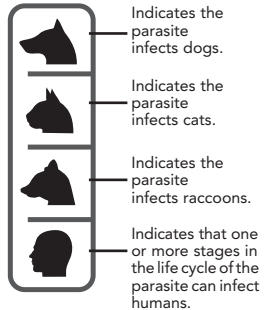 Indicates the
parasite
infects dogs.
Indicates the
parasite
infects cats.
Indicates the
parasite
infects raccoons.
Indicates that one
or more stages in
the life cycle of the
parasite can infect
humans.